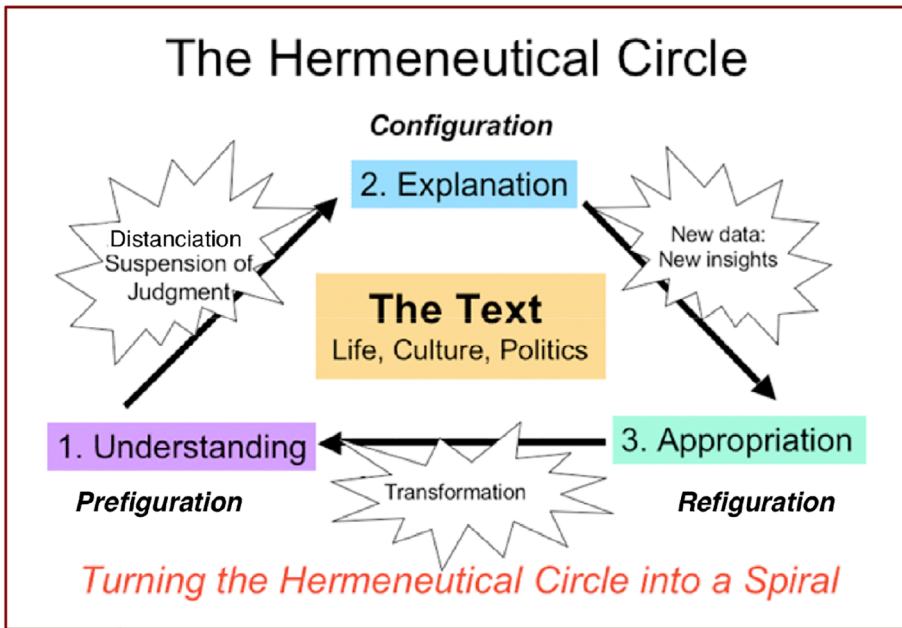 The Hermeneutical Circle
Configuration
2. Explanation
Distanciation
Suspension of
Judgment
New data:
New insights
The Text
Life, Culture, Politics
1. Understanding
3. Appropriation
Transformation
Prefiguration
Refiguration
Turning the Hermeneutical Circle into a Spiral